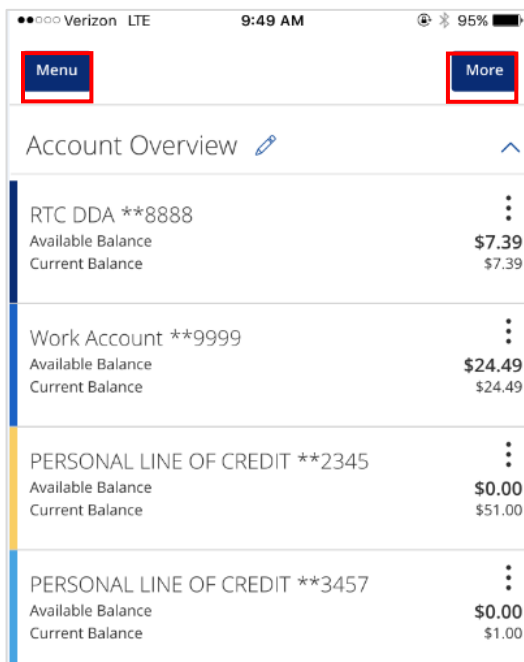 Verizon LTE 9:49 AM 95%
Menu More
Account Overview
RTC DDA **8888
Available Balance $7.39
Current Balance $7.39
Work Account **9999
Available Balance $24.49
Current Balance $24.49
PERSONAL LINE OF CREDIT **2345
Available Balance $0.00
Current Balance $51.00
PERSONAL LINE OF CREDIT **3457
Available Balance $0.00
Current Balance $1.00